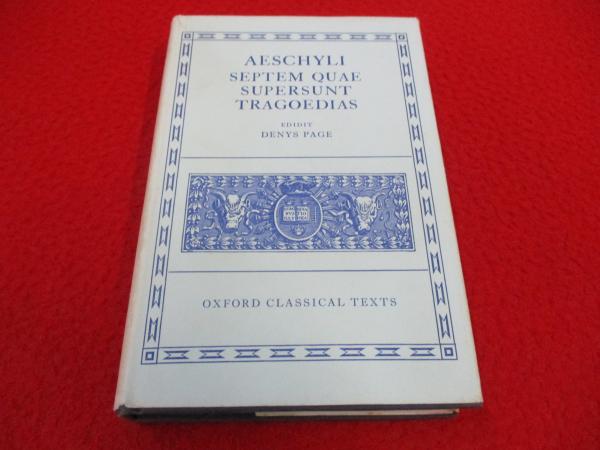 AESCHYLI
SEPTEM QUAE
SUPERSUNT
TRAGOEDIAS
EDIDIT
DENYS PAGE
OXFORD CLASSICAL TEXTS